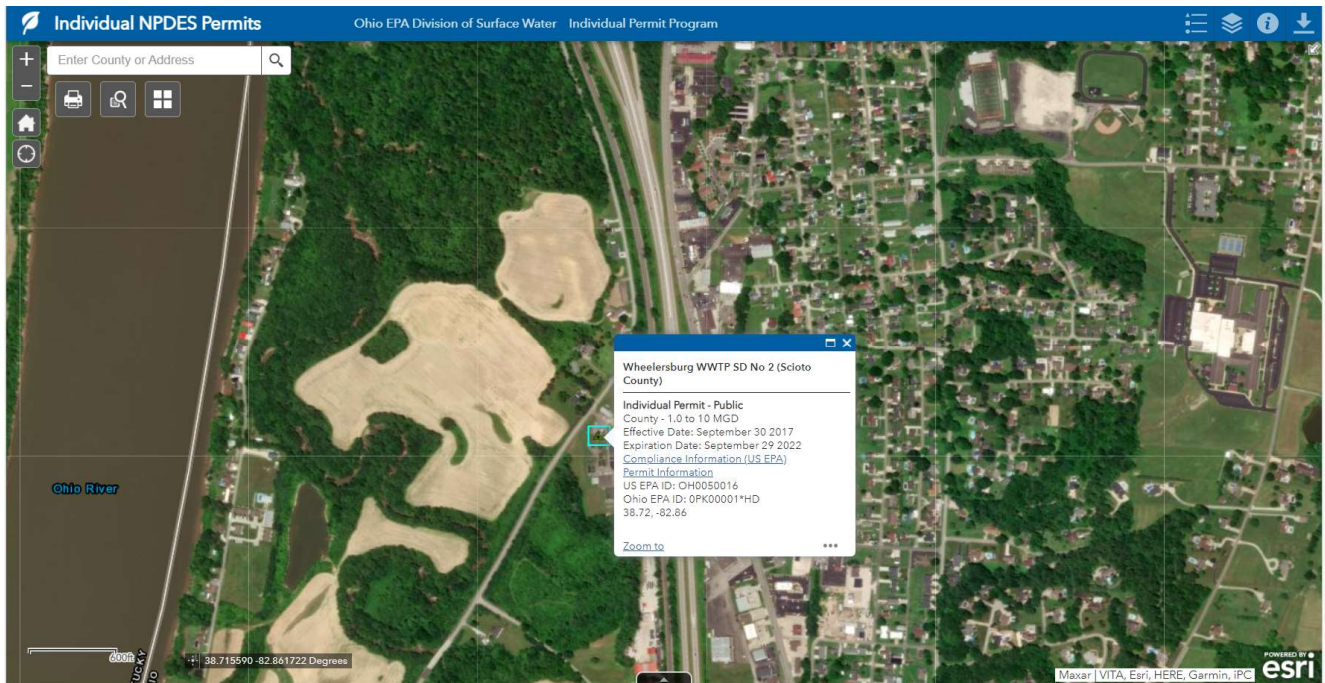 Individual NPDES Permits
Ohio EPA Division of Surface Water Individual Permit Program
Enter County or Address
Wheelersburg WWTP SD No 2 (Scioto
County)
Individual Permit - Public
County - 1.0 to 10 MGD
Effective Date: September 30 2017
Expiration Date: September 29 2022
Compliance Information (US EPA)
Permit Information
US EPA ID: OH0050016
Ohio EPA ID: 0PK00001*HD
38.72, -82.86
Zoom to
Ohio River
600ft
38.715590 -82.861722 Degrees
Maxar | VITA, Esri, HERE, Garmin, iPC
POWERED BY
esri